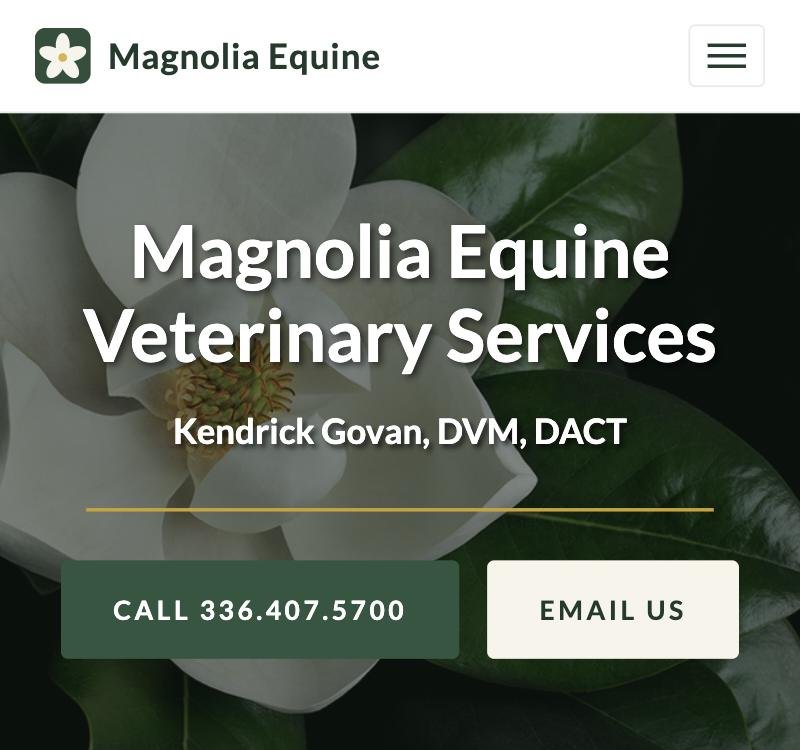 Magnolia Equine
Magnolia Equine
Veterinary Services
Kendrick Govan, DVM, DACT
CALL 336.407.5700
EMAIL US